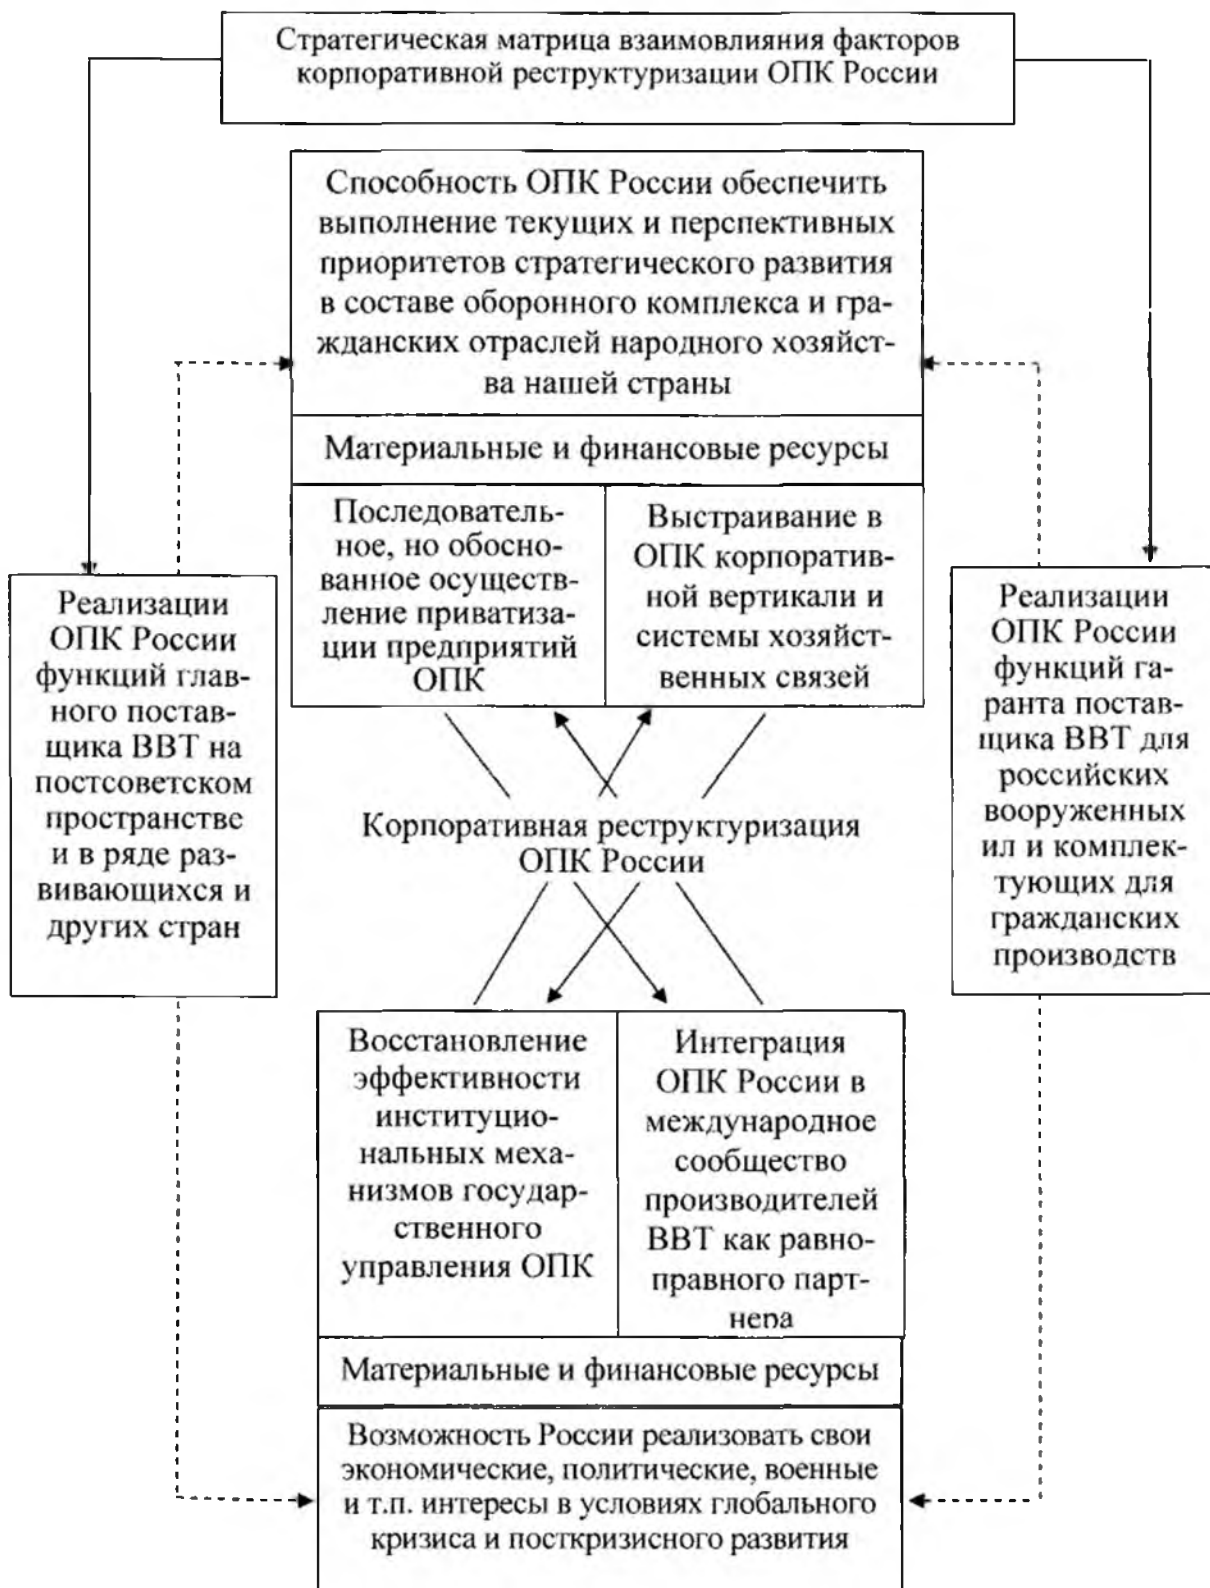 Стратегическая матрица взаимовлияния факторов
корпоративной реструктуризации ОПК России
Способность ОПК России обеспечить
выполнение текущих и перспективных
приоритетов стратегического развития
в составе оборонного комплекса и гра-
жданских отраслей народного хозяйст-
ва нашей страны
Материальные и финансовые ресурсы
Последователь-
ное, но обосно-
ванное осуществ-
ление приватиза-
ции предприятий
ОПК
Выстраивание в
ОПК корпоратив-
ной вертикали и
системы хозяйст-
венных связей
Реализации
ОПК России
функций глав-
ного постав-
щика ВВТ на
постсоветском
пространстве
и в ряде раз-
вивающихся и
других стран
Реализации
ОПК России
функций га-
ранта постав-
щика ВВТ для
российских
вооруженных
ил и комплек-
тующих для
гражданских
производств
Корпоративная реструктуризация
ОПК России
Восстановление
эффективности
институцио-
нальных меха-
низмов государ-
ственного
управления ОПК
Интеграция
ОПК России в
международное
сообщество
производителей
ВВТ как равно-
правного парт-
нера
Материальные и финансовые ресурсы
Возможность России реализовать свои
экономические, политические, военные
и т.п. интересы в условиях глобального
кризиса и посткризисного развития